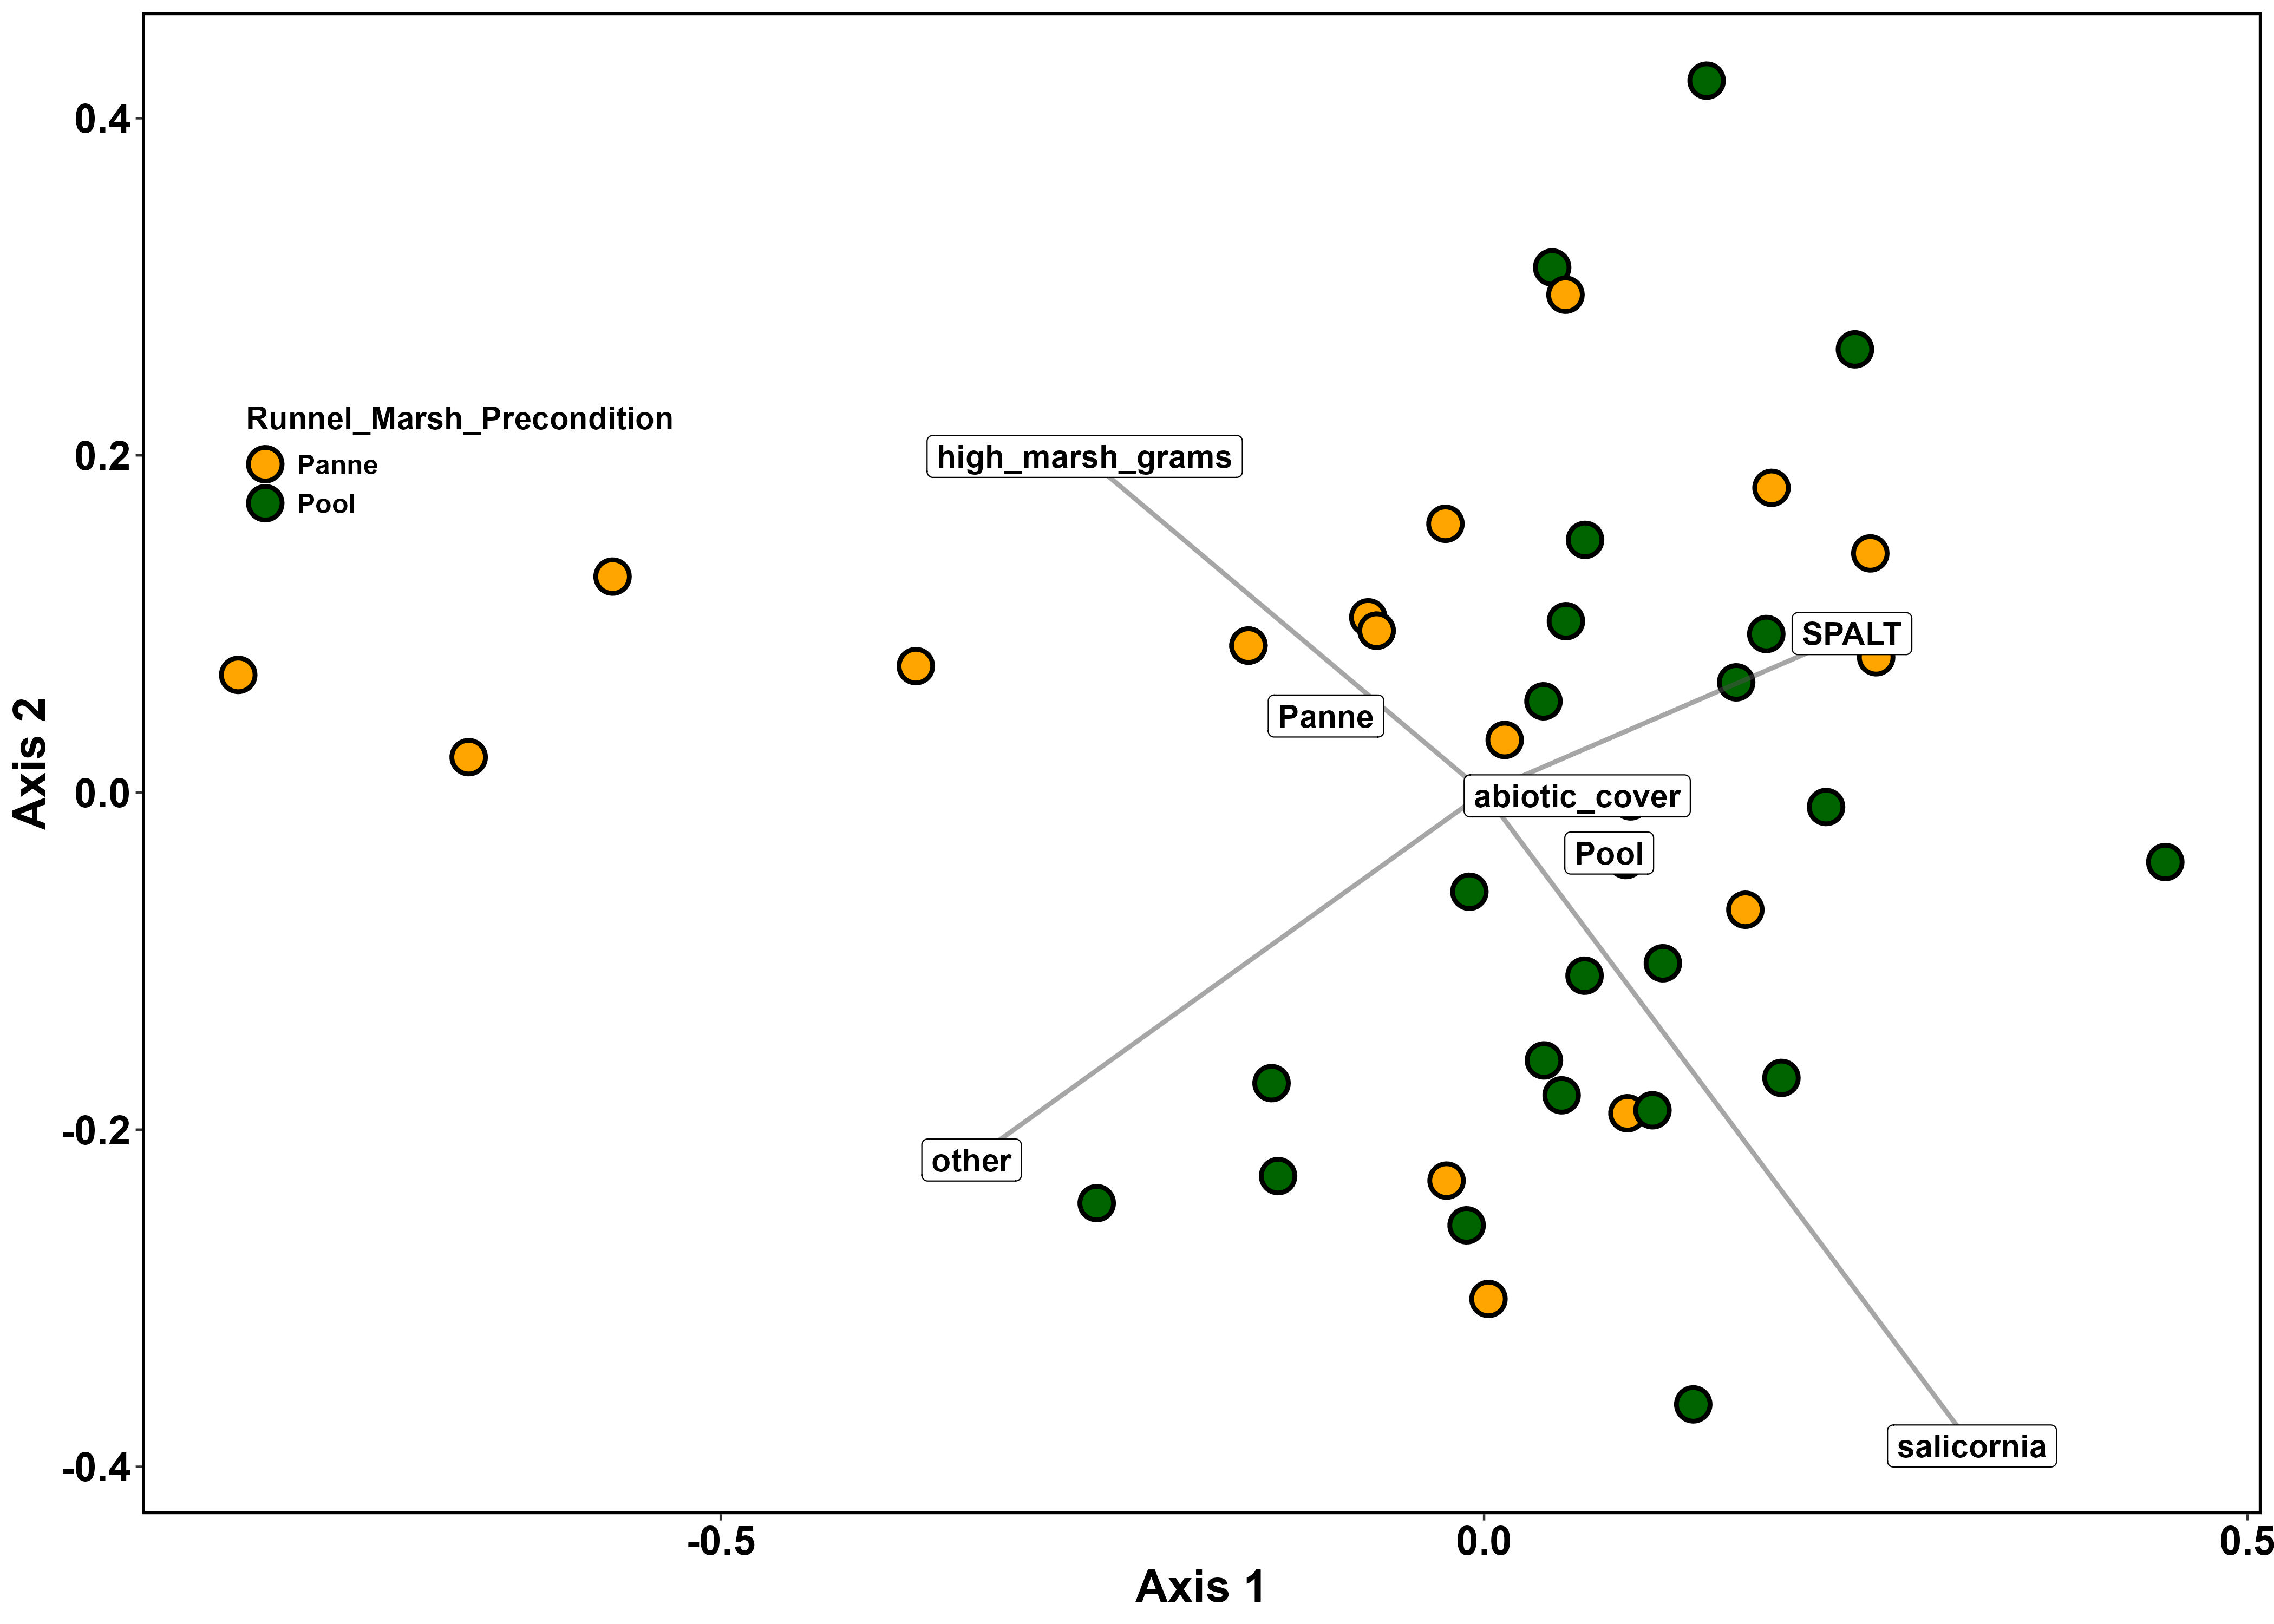 0.4
0.2
0.0
-0.2
-0.4
Axis 2
Runnel_Marsh_Precondition
Panne
Pool
high_marsh_grams
SPALT
Panne
abiotic_cover
Pool
other
salicornia
-0.5
0.0
0.5
Axis 1